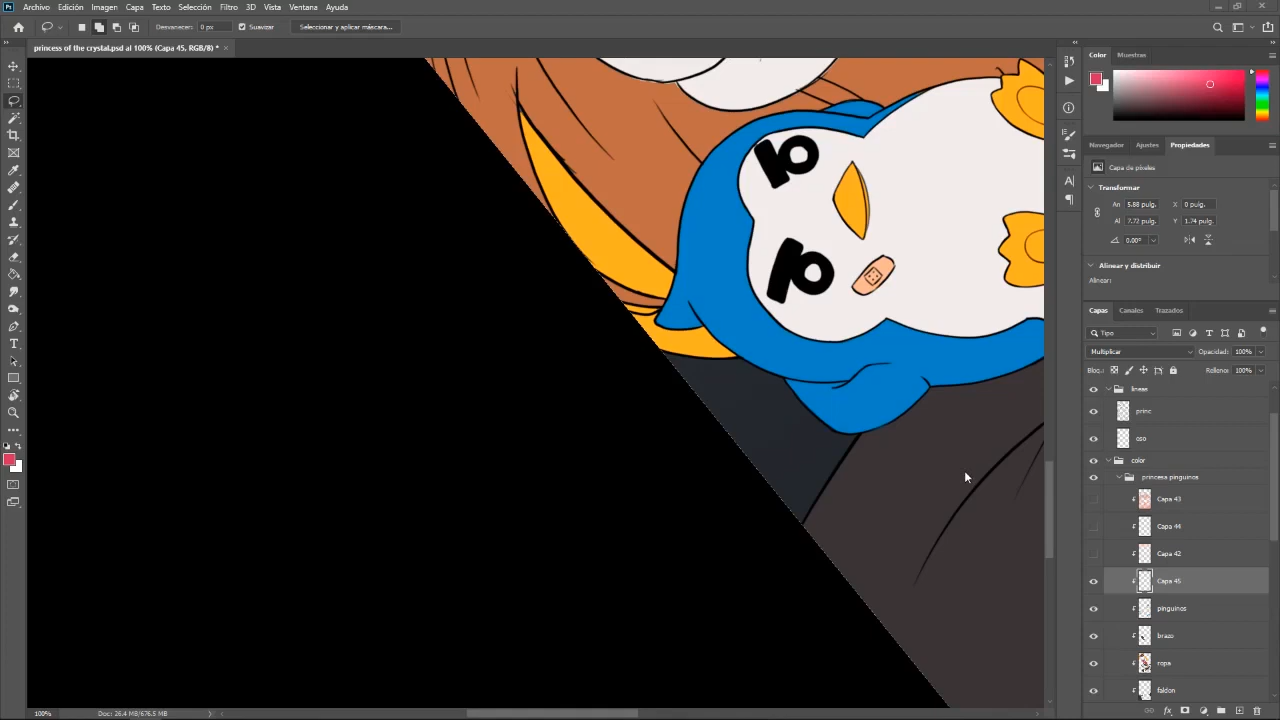 Archivo Edición Imagen Capa Texto Selección Filtro 3D Vista Ventana Ayuda
Desvanecer: 0 px Suavizar Seleccionar y aplicar máscara...
princess of the crystal.psd al 100% (Capa 45, RGB/8) *
Color Muestras
Navegador Ajustes Propiedades
Capa de píxeles
Transformar
An 5.88 pulg. X 0 pulg.
Al 7.72 pulg. Y 1.74 pulg.
0.00°
Alinear y distribuir
Alinear:
Capas Canales Trazados
Tipo
Multiplicar Opacidad: 100%
Bloq.: Relleno: 100%
lineas
princ
oso
color
princesa pinguinos
Capa 43
Capa 44
Capa 42
Capa 45
pinguinos
brazo
ropa
faldon
100% Doc: 26.4 MB/676.5 MB